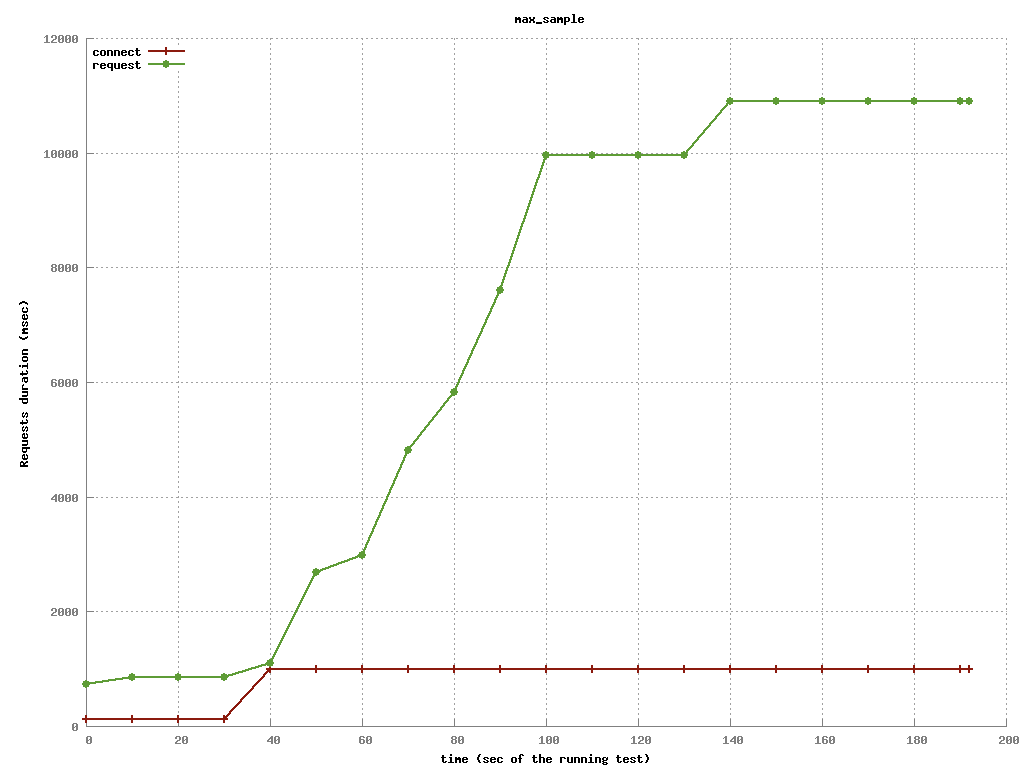 max_sample
12000
connect
request
10000
8000
6000
4000
2000
0
0 20 40 60 80 100 120 140 160 180 200
Requests duration (msec)
time (sec of the running test)